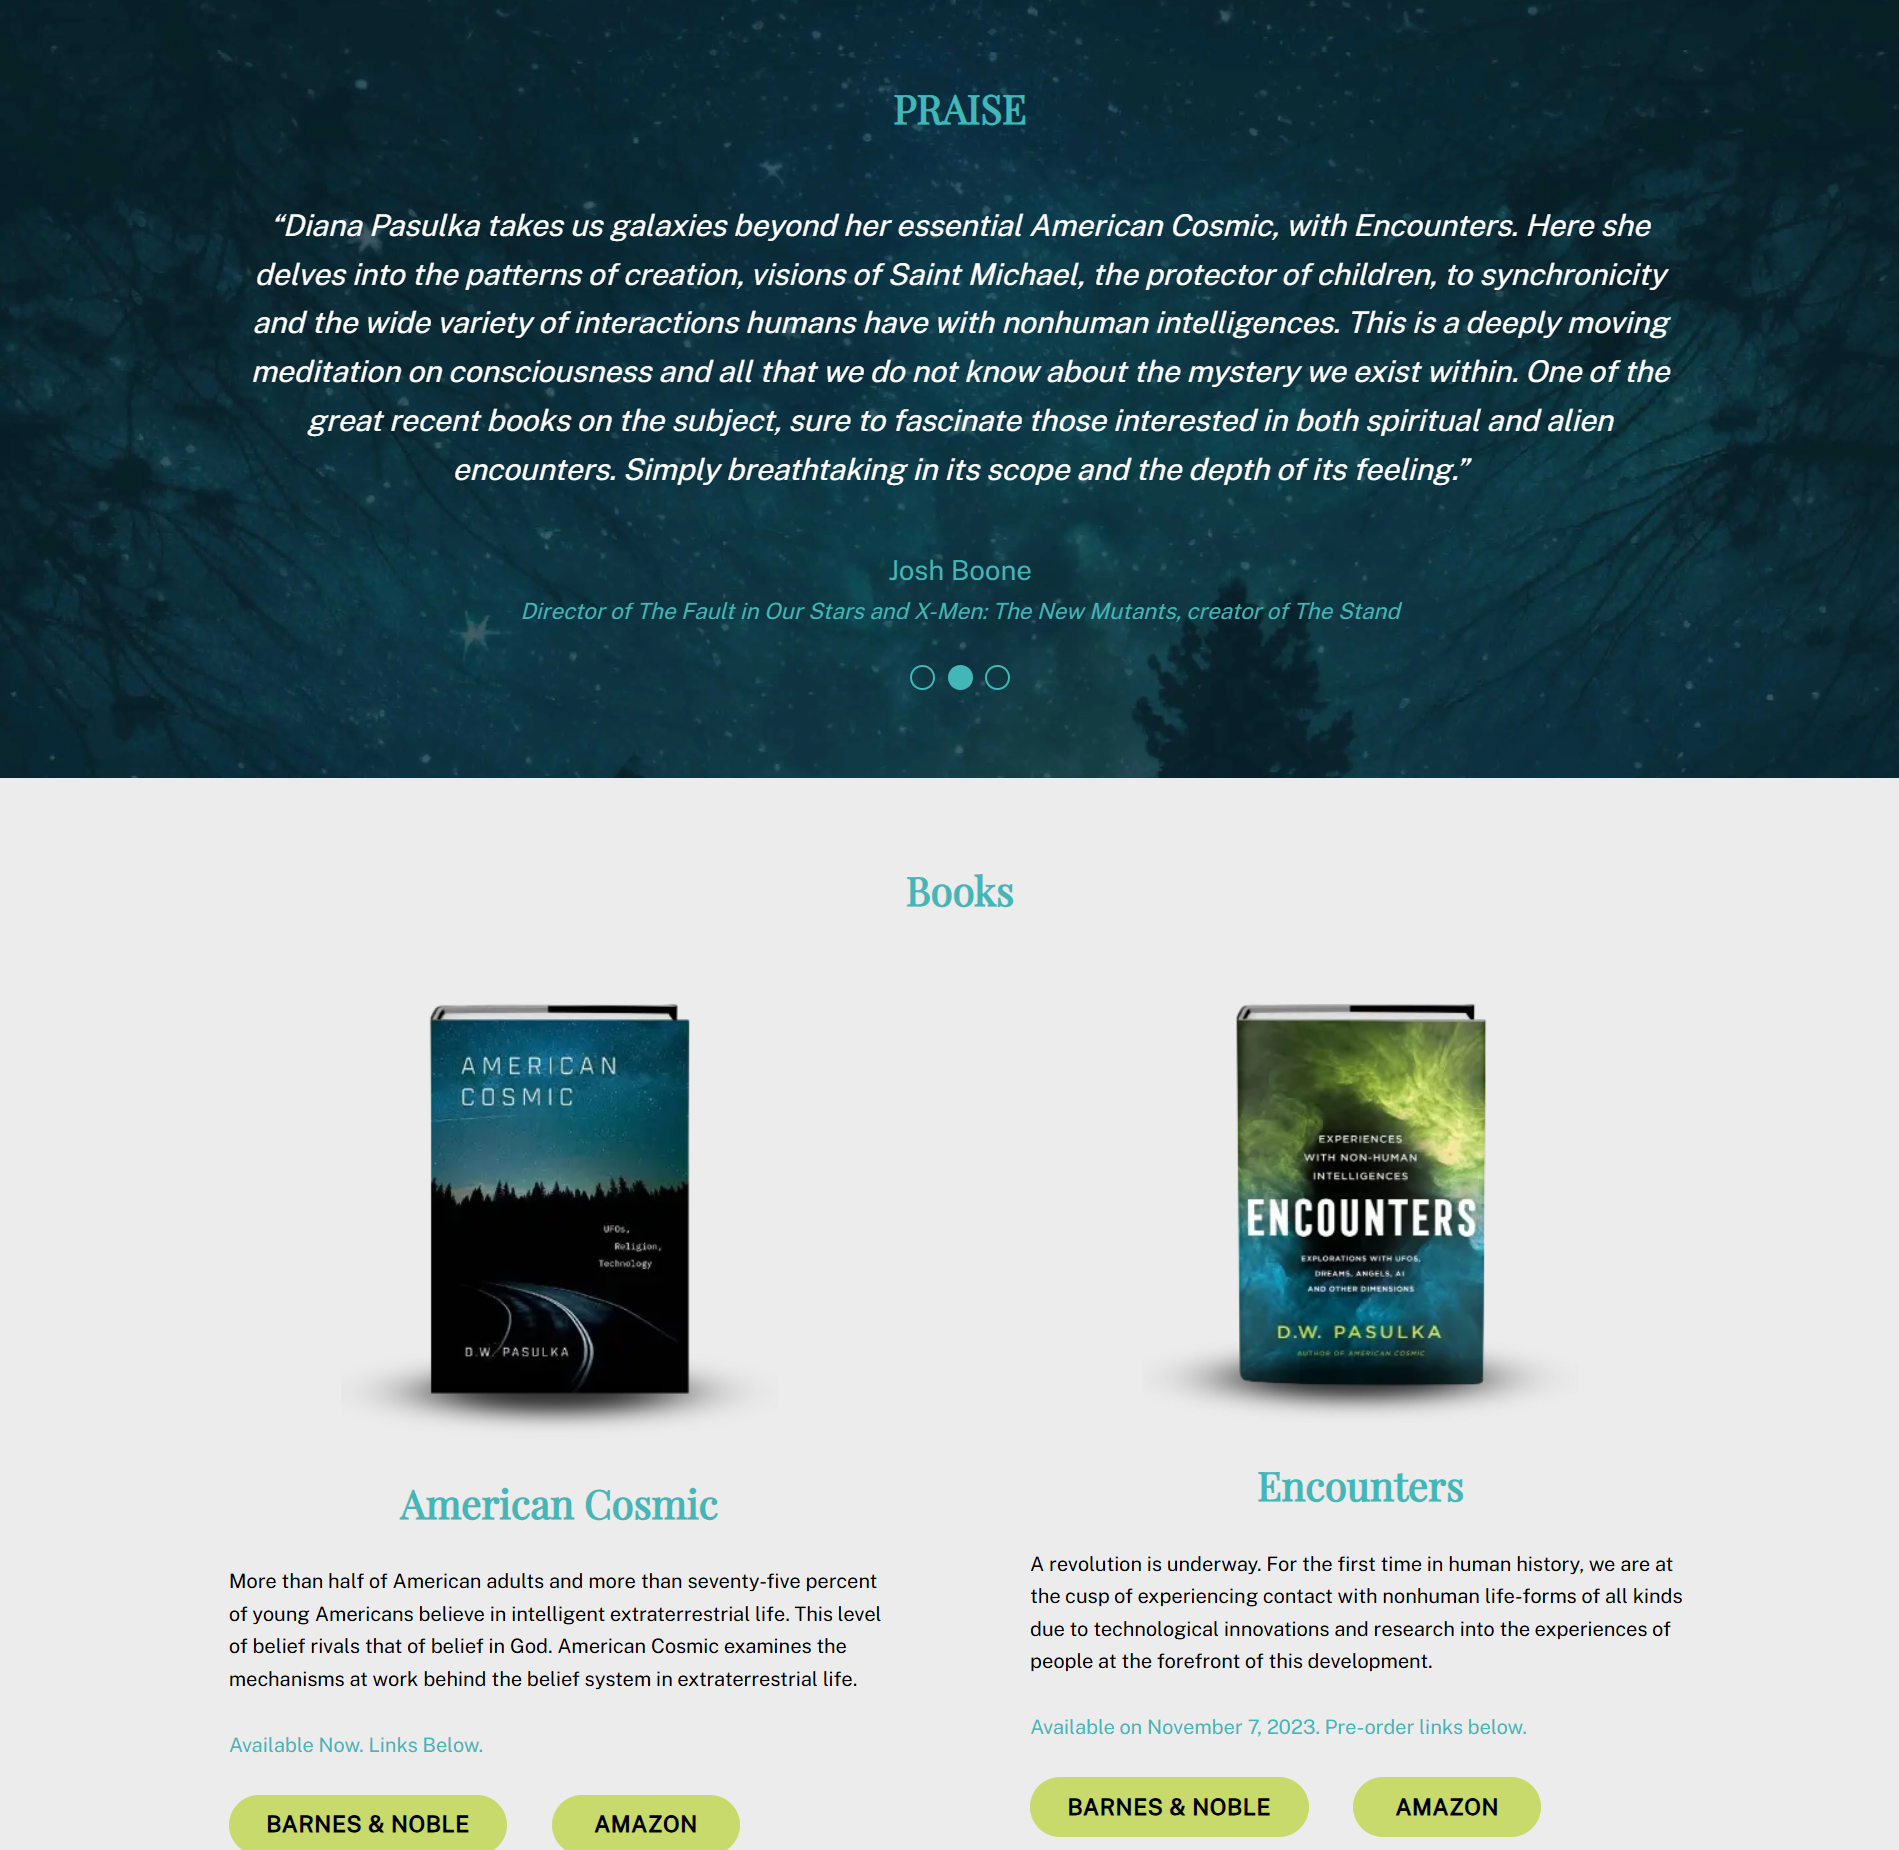 PRAISE
“Diana Pasulka takes us galaxies beyond her essential American Cosmic, with Encounters. Here she
delves into the patterns of creation, visions of Saint Michael, the protector of children, to synchronicity
and the wide variety of interactions humans have with nonhuman intelligences. This is a deeply moving
meditation on consciousness and all that we do not know about the mystery we exist within. One of the
great recent books on the subject, sure to fascinate those interested in both spiritual and alien
encounters. Simply breathtaking in its scope and the depth of its feeling.”
Josh Boone
Director of The Fault in Our Stars and X-Men: The New Mutants, creator of The Stand
Books
AMERICAN
COSMIC
UFOs,
Religion,
Technology
D.W. PASULKA
American Cosmic
More than half of American adults and more than seventy-five percent
of young Americans believe in intelligent extraterrestrial life. This level
of belief rivals that of belief in God. American Cosmic examines the
mechanisms at work behind the belief system in extraterrestrial life.
Available Now. Links Below.
BARNES & NOBLE
AMAZON
EXPERIENCES
WITH NON-HUMAN
INTELLIGENCES
ENCOUNTERS
EXPLORATIONS WITH UFOS,
DREAMS, ANGELS, AI
AND OTHER DIMENSIONS
D.W. PASULKA
AUTHOR OF AMERICAN COSMIC
Encounters
A revolution is underway. For the first time in human history, we are at
the cusp of experiencing contact with nonhuman life-forms of all kinds
due to technological innovations and research into the experiences of
people at the forefront of this development.
Available on November 7, 2023. Pre-order links below.
BARNES & NOBLE
AMAZON